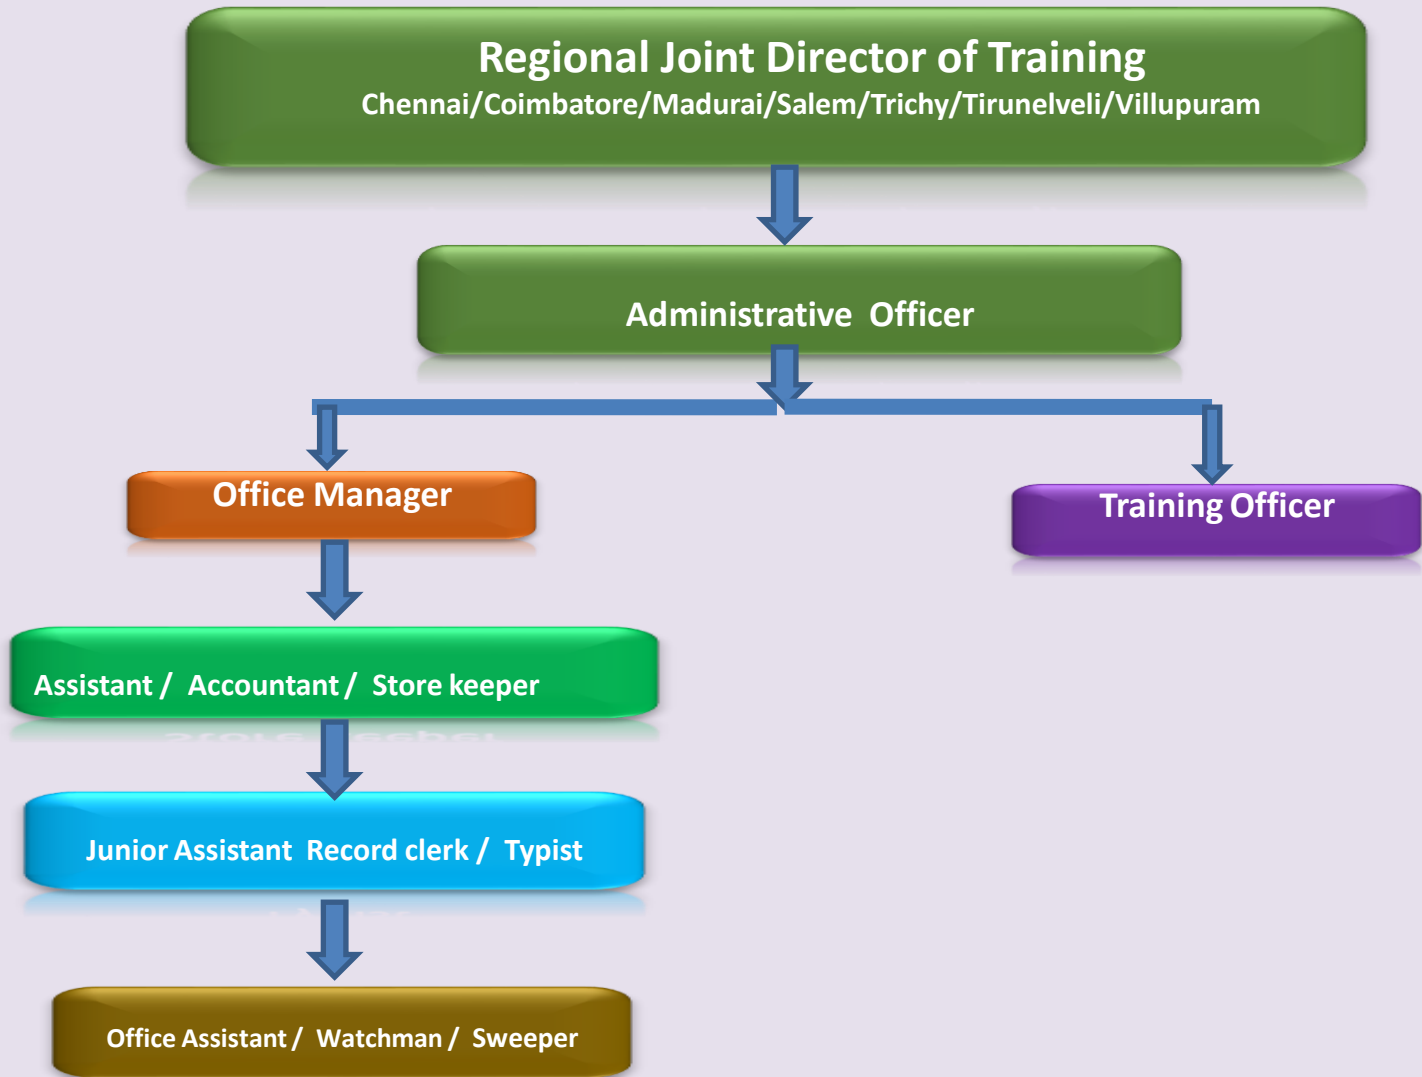 Regional Joint Director of Training
Chennai/Coimbatore/Madurai/Salem/Trichy/Tirunelveli/Villupuram
Administrative Officer
Office Manager
Training Officer
Assistant / Accountant / Store keeper
Junior Assistant Record clerk / Typist
Office Assistant / Watchman / Sweeper